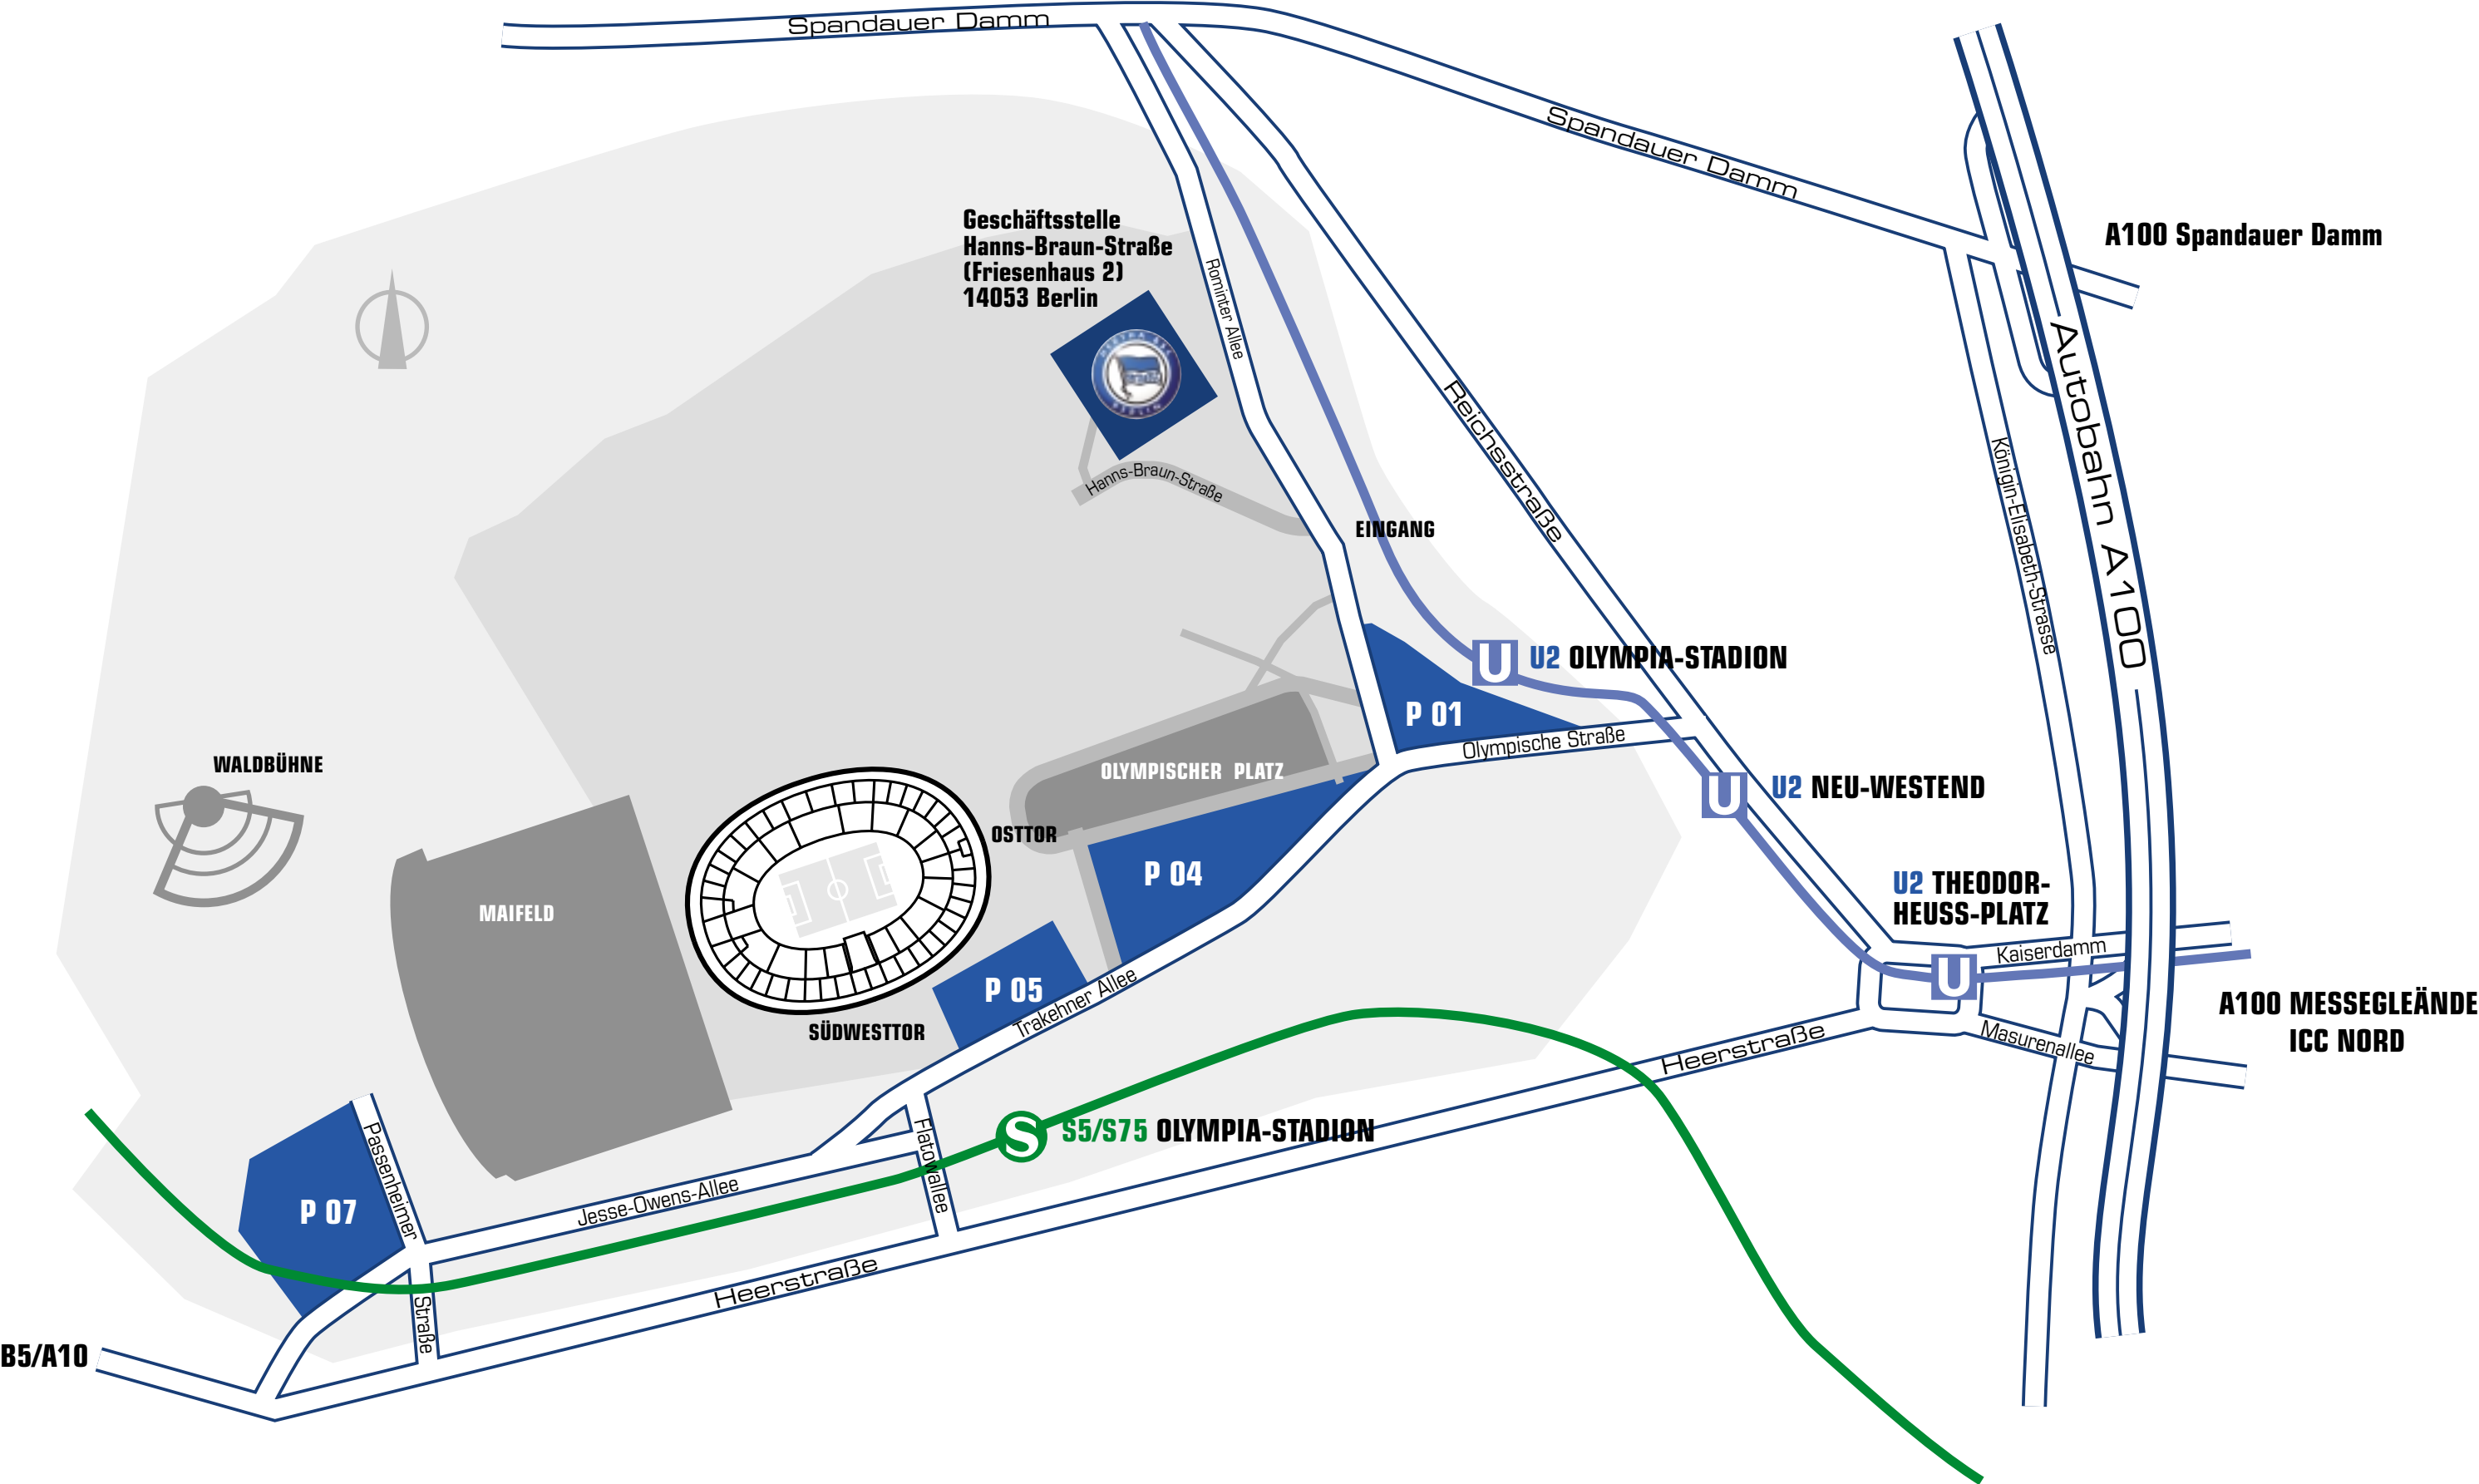 Spandauer Damm
Spandauer Damm
A100 Spandauer Damm
Geschäftsstelle
Hanns-Braun-Straße
(Friesenhaus 2)
14053 Berlin
Rominter Allee
HERTHA BSC
BERLIN
Reichsstraße
Autobahn A100
Königin-Elisabeth-Strasse
Hanns-Braun-Straße
EINGANG
U
U2 OLYMPIA-STADION
P 01
Olympische Straße
WALDBÜHNE
OLYMPISCHER PLATZ
U
U2 NEU-WESTEND
OSTTOR
P 04
U2 THEODOR-
HEUSS-PLATZ
MAIFELD
Kaiserdamm
U
P 05
Trakehner Allee
A100 MESSEGLEÄNDE
ICC NORD
SÜDWESTTOR
Heerstraße
Masurenallee
S
S5/S75 OLYMPIA-STADION
Flatowallee
Passenheimer
P 07
Jesse-Owens-Allee
Heerstraße
Straße
B5/A10